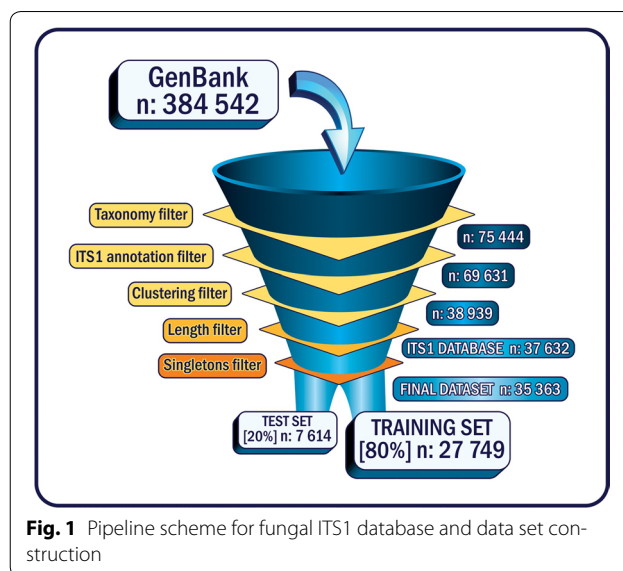 GenBank
n: 384 542
Taxonomy filter
n: 75 444
ITS1 annotation filter
n: 69 631
Clustering filter
n: 38 939
Length filter
ITS1 DATABASE n: 37 632
Singletons filter
FINAL DATASET n: 35 363
TEST SET
[20%] n: 7 614
TRAINING SET
[80%] n: 27 749
Fig. 1 Pipeline scheme for fungal ITS1 database and data set con-
struction